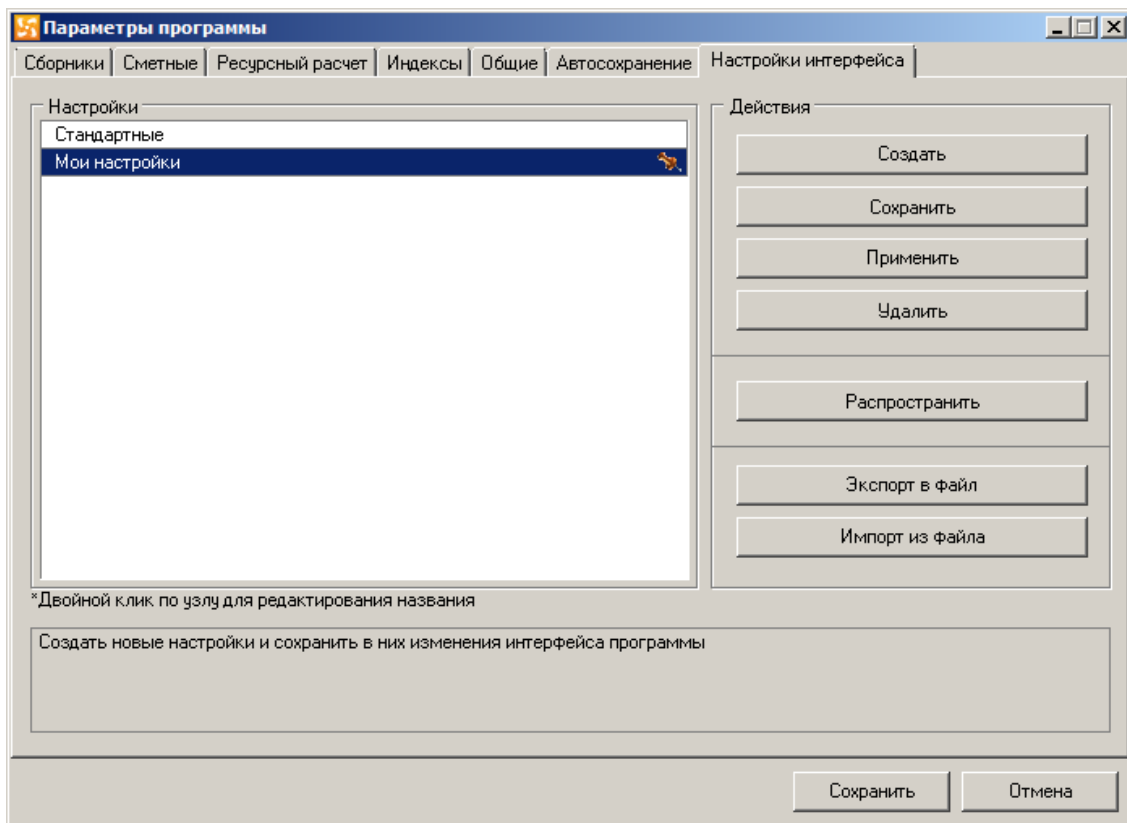 Параметры программы
Сборники Сметные Ресурсный расчет Индексы Общие Автосохранение Настройки интерфейса
Настройки
Стандартные
Мои настройки
*Двойной клик по узлу для редактирования названия
Действия
Создать
Сохранить
Применить
Удалить
Распространить
Экспорт в файл
Импорт из файла
Создать новые настройки и сохранить в них изменения интерфейса программы
Сохранить Отмена